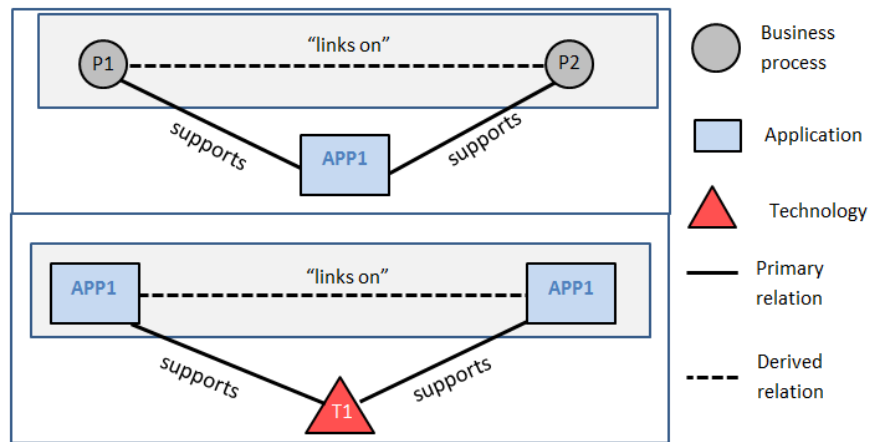 “links on”
P1
P2
supports
supports
APP1
“links on”
APP1
APP1
supports
supports
T1
Business
process
Application
Technology
Primary
relation
Derived
relation